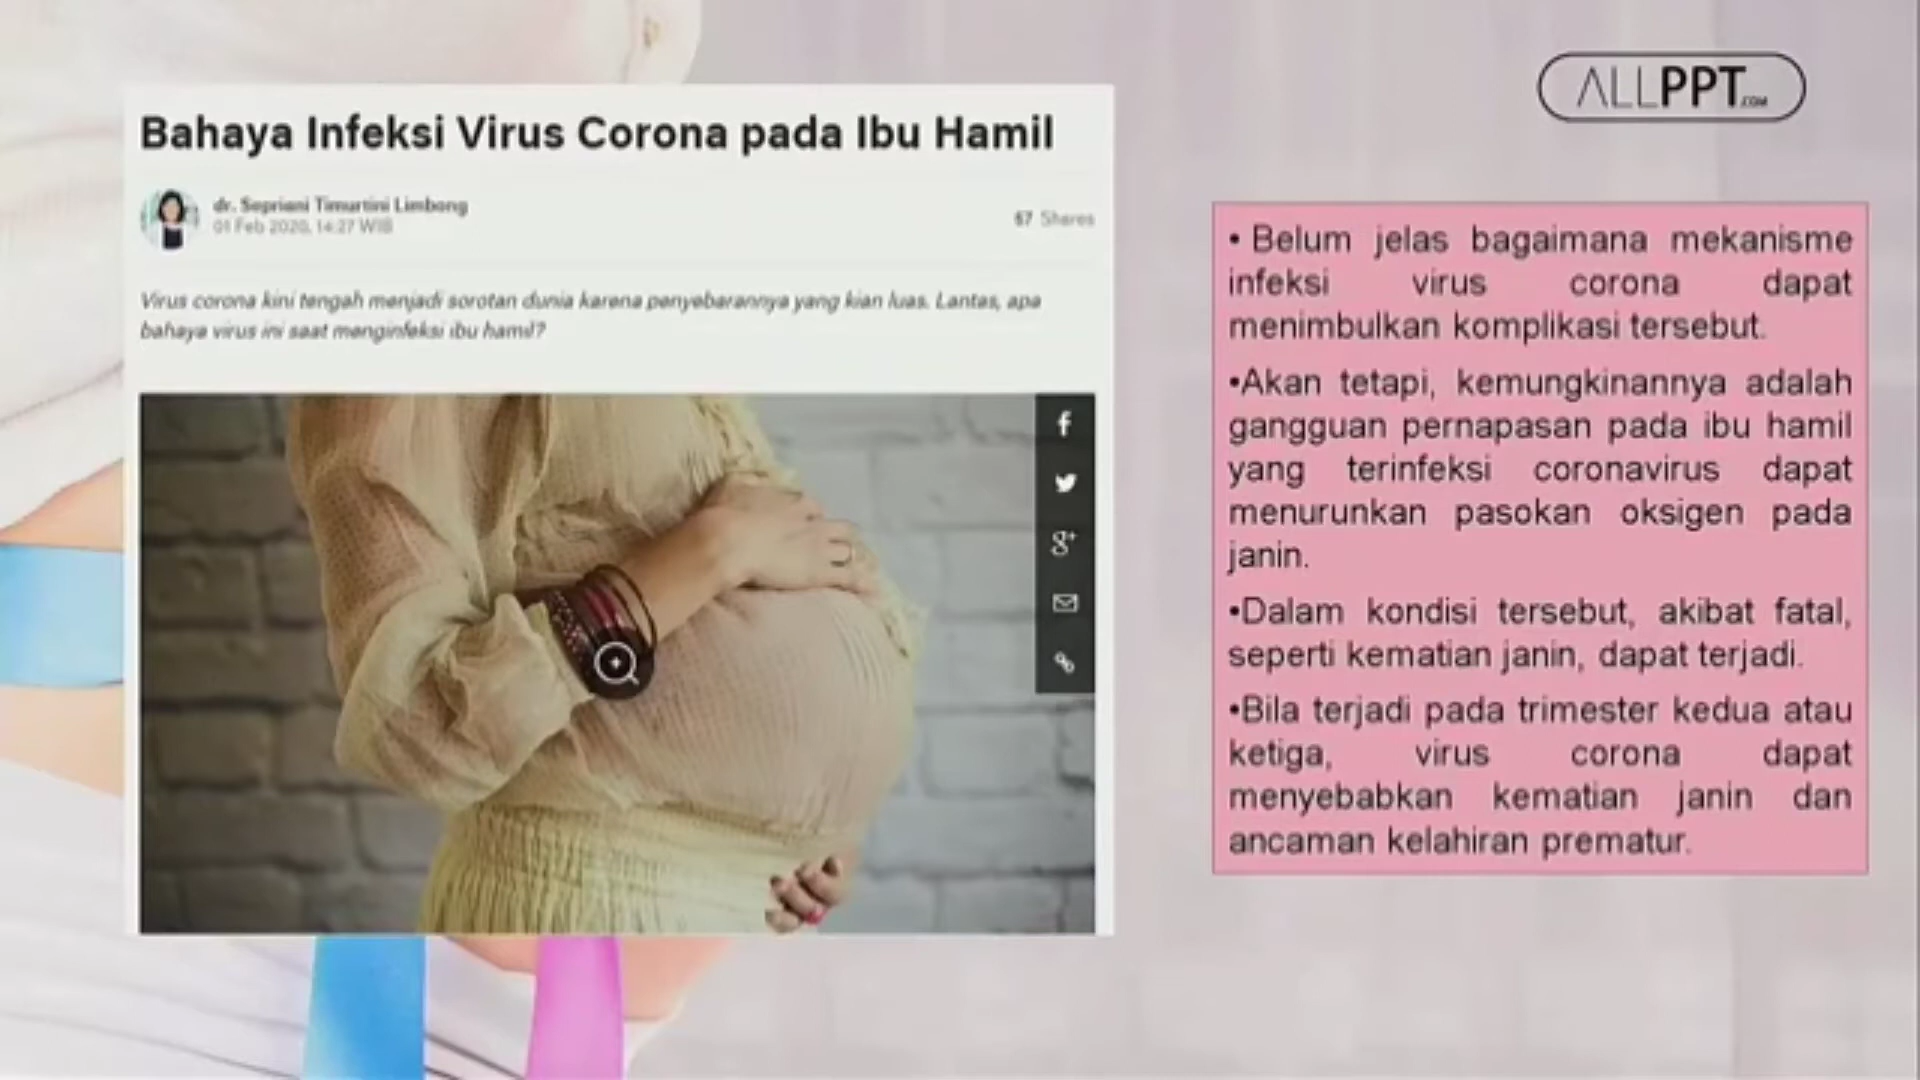 Bahaya Infeksi Virus Corona pada Ibu Hamil
dr. Sepriani Timurtini Limbong
01 Feb 2020, 14:27 WIB
67 Shares
Virus corona kini tengah menjadi sorotan dunia karena penyebarannya yang kian luas. Lantas, apa
bahaya virus ini saat menginfeksi ibu hamil?
ALLPPT.COM
• Belum jelas bagaimana mekanisme
infeksi virus corona dapat
menimbulkan komplikasi tersebut.
•Akan tetapi, kemungkinannya adalah
gangguan pernapasan pada ibu hamil
yang terinfeksi coronavirus dapat
menurunkan pasokan oksigen pada
janin.
•Dalam kondisi tersebut, akibat fatal,
seperti kematian janin, dapat terjadi.
•Bila terjadi pada trimester kedua atau
ketiga, virus corona dapat
menyebabkan kematian janin dan
ancaman kelahiran prematur.